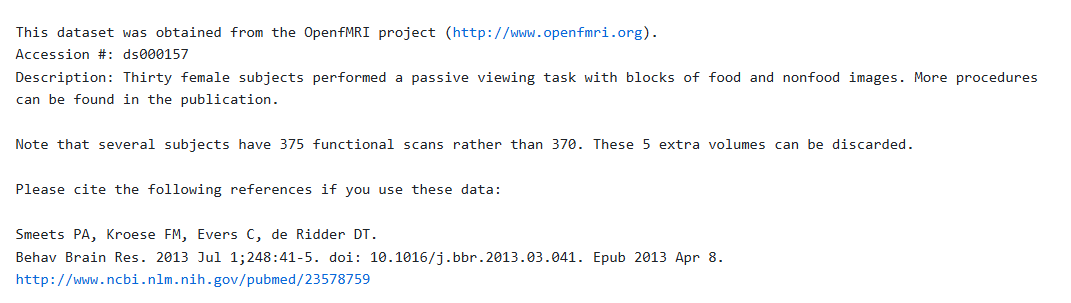 This dataset was obtained from the OpenfMRI project (http://www.openfmri.org).
Accession #: ds000157
Description: Thirty female subjects performed a passive viewing task with blocks of food and nonfood images. More procedures
can be found in the publication.
Note that several subjects have 375 functional scans rather than 370. These 5 extra volumes can be discarded.
Please cite the following references if you use these data:
Smeets PA, Kroese FM, Evers C, de Ridder DT.
Behav Brain Res. 2013 Jul 1;248:41-5. doi: 10.1016/j.bbr.2013.03.041. Epub 2013 Apr 8.
http://www.ncbi.nlm.nih.gov/pubmed/23578759